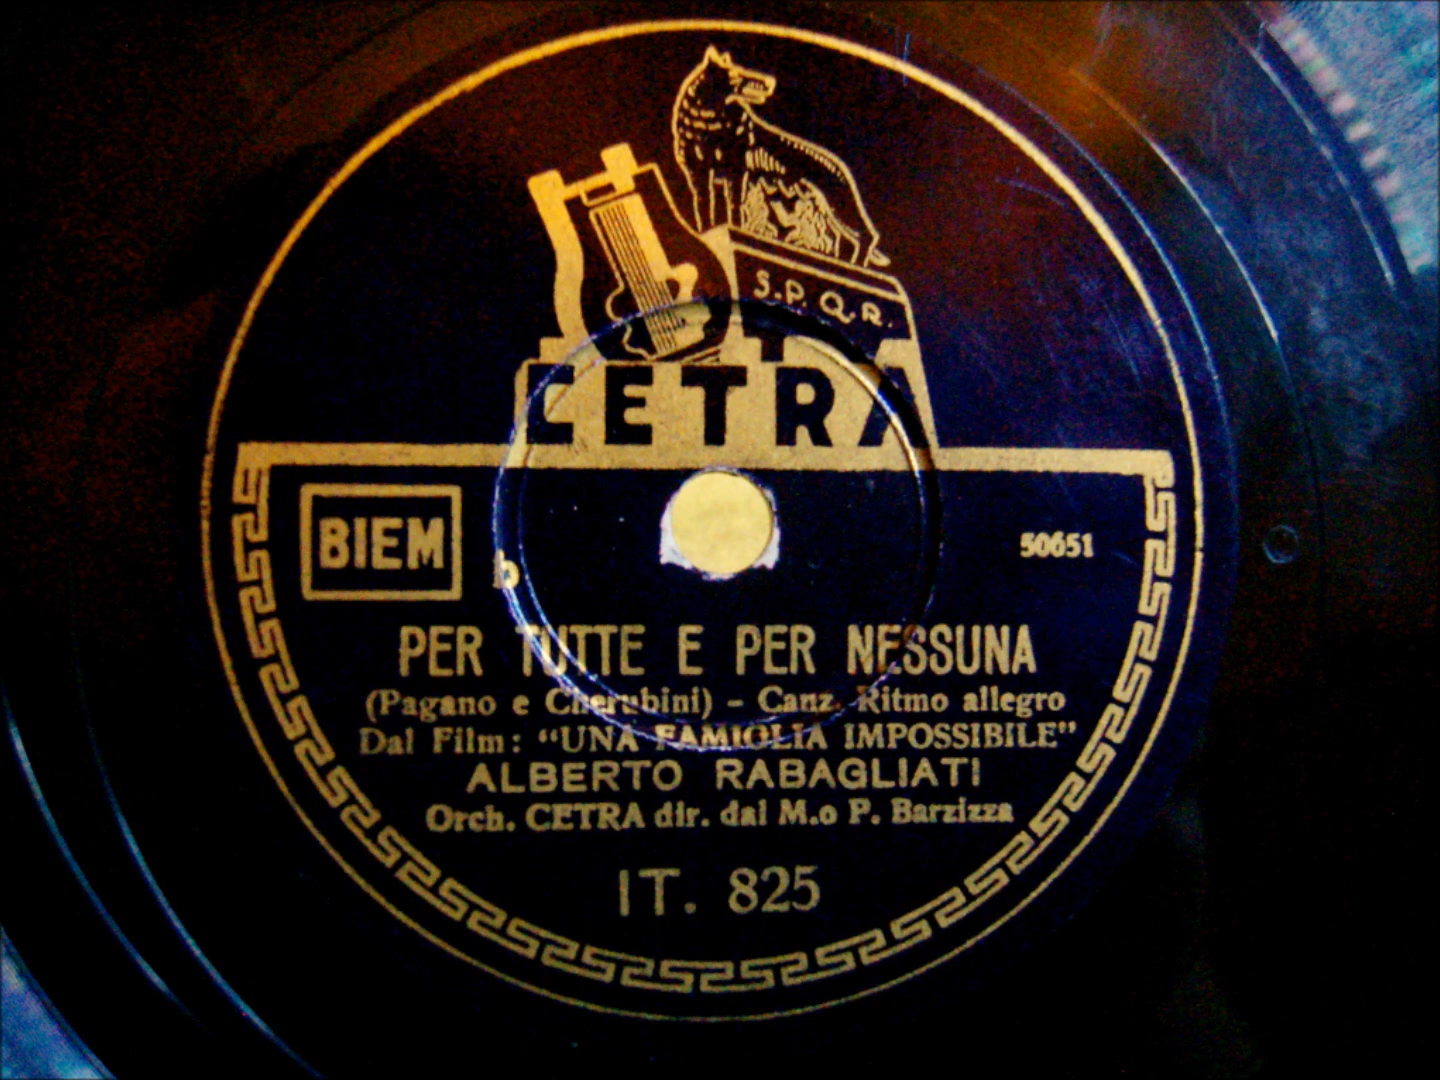 S.P.Q.R.
CETRA
BIEM
50651
PER TUTTE E PER NESSUNA
(Pagano e Cherubini) - Canz. Ritmo allegro
Dal Film: "UNA FAMIGLIA IMPOSSIBILE"
ALBERTO RABAGLIATI
Orch. CETRA dir. dal M.o P. Barzizza
IT. 825